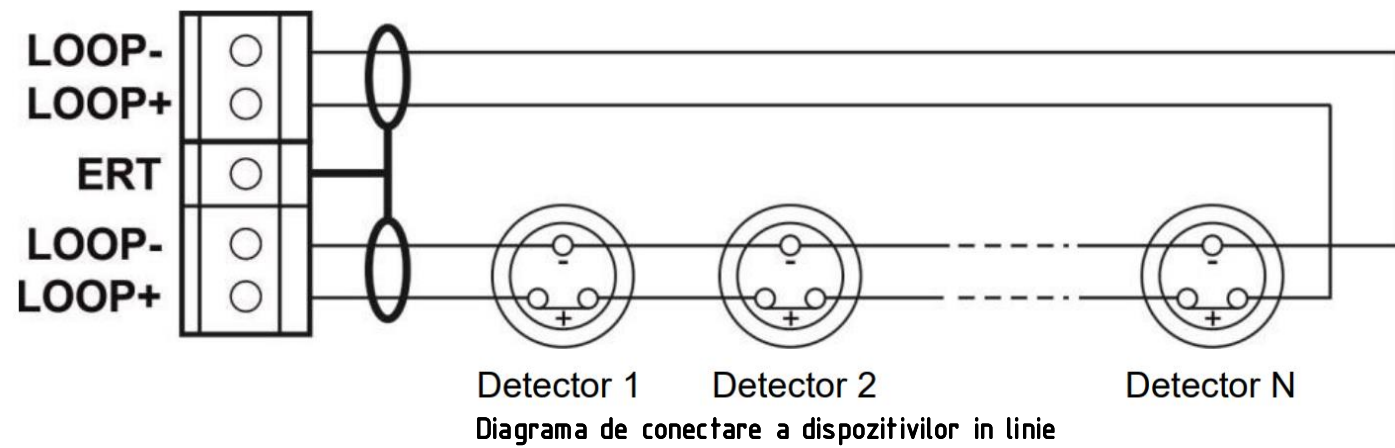 LOOP-
LOOP+
ERT
LOOP-
LOOP+
- - -
+ + +
Detector 1 Detector 2 Detector N
Diagrama de conectare a dispozitivilor in linie